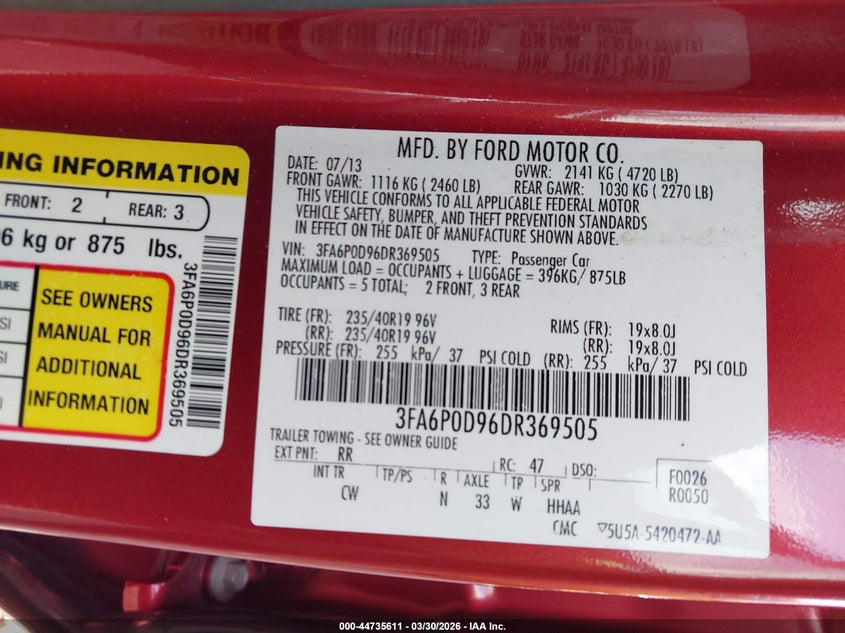 ING INFORMATION
FRONT: 2 REAR: 3
6 kg or 875 lbs.
URE
SI
SI
SI
SEE OWNERS
MANUAL FOR
ADDITIONAL
INFORMATION
3FA6P0D96DR369505
MFD. BY FORD MOTOR CO.
DATE: 07/13 GVWR: 2141 KG ( 4720 LB)
FRONT GAWR: 1116 KG ( 2460 LB) REAR GAWR: 1030 KG ( 2270 LB)
THIS VEHICLE CONFORMS TO ALL APPLICABLE FEDERAL MOTOR
VEHICLE SAFETY, BUMPER, AND THEFT PREVENTION STANDARDS
IN EFFECT ON THE DATE OF MANUFACTURE SHOWN ABOVE.
VIN: 3FA6P0D96DR369505 TYPE: Passenger Car
MAXIMUM LOAD = OCCUPANTS + LUGGAGE = 396KG/ 875LB
OCCUPANTS = 5 TOTAL; 2 FRONT, 3 REAR
TIRE (FR): 235/40R19 96V RIMS (FR): 19x8.0J
(RR): 235/40R19 96V (RR): 19x8.0J
PRESSURE (FR): 255 kPa/ 37 PSI COLD (RR): 255 kPa/ 37 PSI COLD
3FA6P0D96DR369505
TRAILER TOWING - SEE OWNER GUIDE
EXT PNT: RR RC: 47 DSO: F0026
INT TR TP/PS R AXLE TR SPR R0050
CW N 33 W HHAA
CMC ▽5U5A-5420472-AA
000-44735611 - 03/30/2026 - IAA Inc.